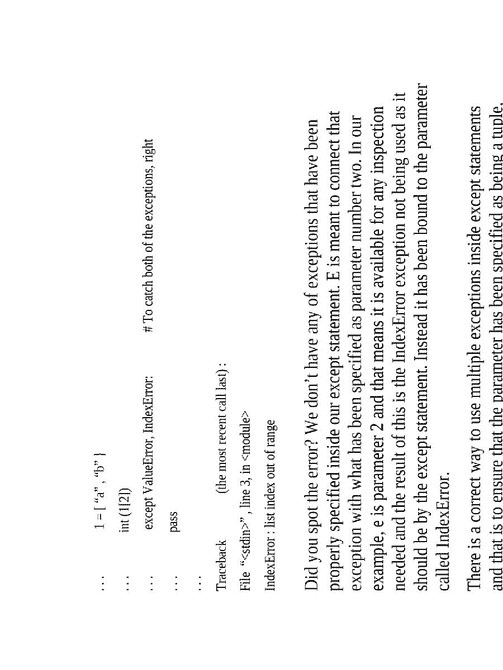 . . . 1 = [ “a” , “b” ]
. . . int (1[2])
. . . except ValueError, IndexError: # To catch both of the exceptions, right
. . . pass
. . .
Traceback (the most recent call last) :
File “<stdin>” , line 3, in <module>
IndexError : list index out of range
Did you spot the error? We don’t have any of exceptions that have been
properly specified inside our except statement. E is meant to connect that
exception with what has been specified as parameter number two. In our
example, e is parameter 2 and that means it is available for any inspection
needed and the result of this is the IndexError exception not being used as it
should be by the except statement. Instead it has been bound to the parameter
called IndexError.
There is a correct way to use multiple exceptions inside except statements
and that is to ensure that the parameter has been specified as being a tuple.